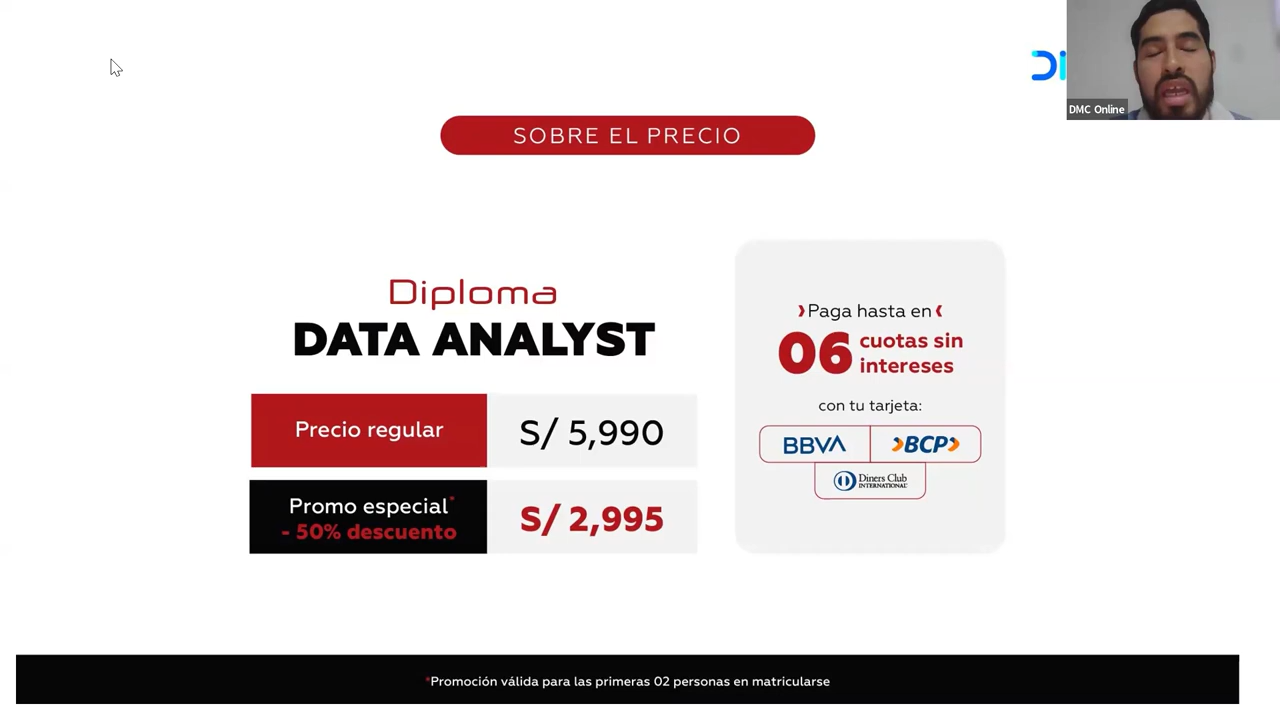 Di
DMC Online
SOBRE EL PRECIO
Diploma
DATA ANALYST
Precio regular
S/ 5,990
Promo especial*
- 50% descuento
S/ 2,995
Paga hasta en
06 cuotas sin
intereses
con tu tarjeta:
BBVA
BCP
Diners Club
INTERNATIONAL
*Promoción válida para las primeras 02 personas en matricularse